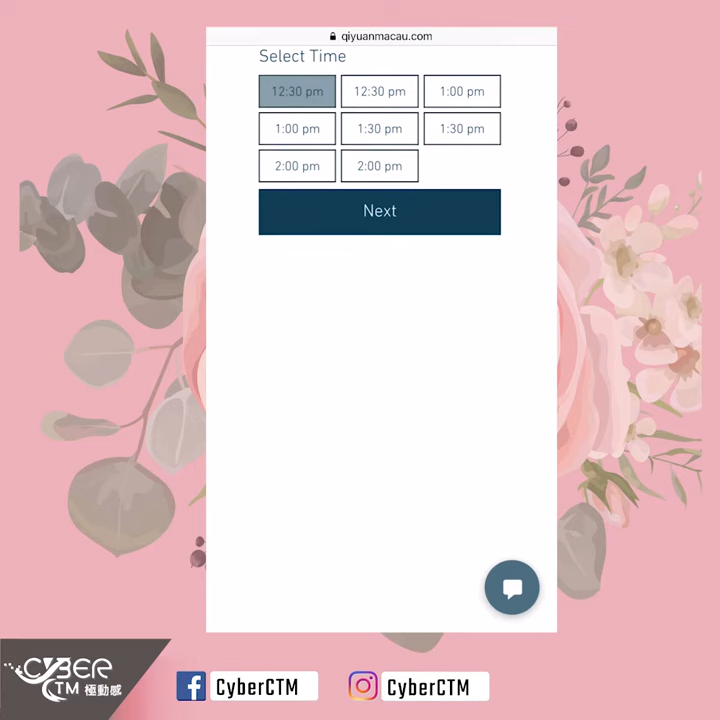 qiyuanmacau.com
Select Time
12:30 pm 12:30 pm 1:00 pm
1:00 pm 1:30 pm 1:30 pm
2:00 pm 2:00 pm
Next
CYBER
CTM 極動感
CyberCTM CyberCTM